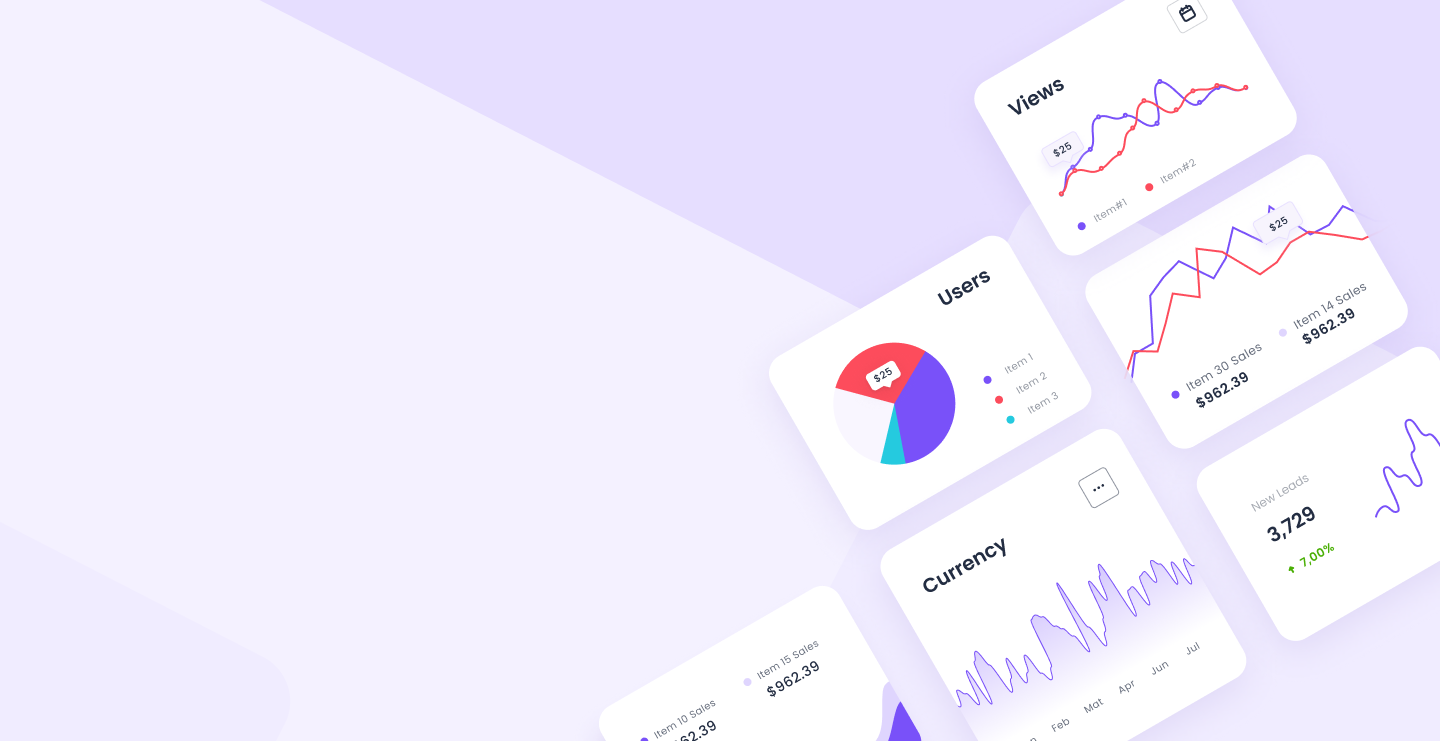 Views
$25
Item#1
Item#2
$25
Item 30 Sales
$962.39
Item 14 Sales
$962.39
Users
$25
Item 1
Item 2
Item 3
New Leads
3,729
7,00%
Currency
Feb
Mat
Apr
Jun
Jul
Item 10 Sales
62.39
Item 15 Sales
$962.39